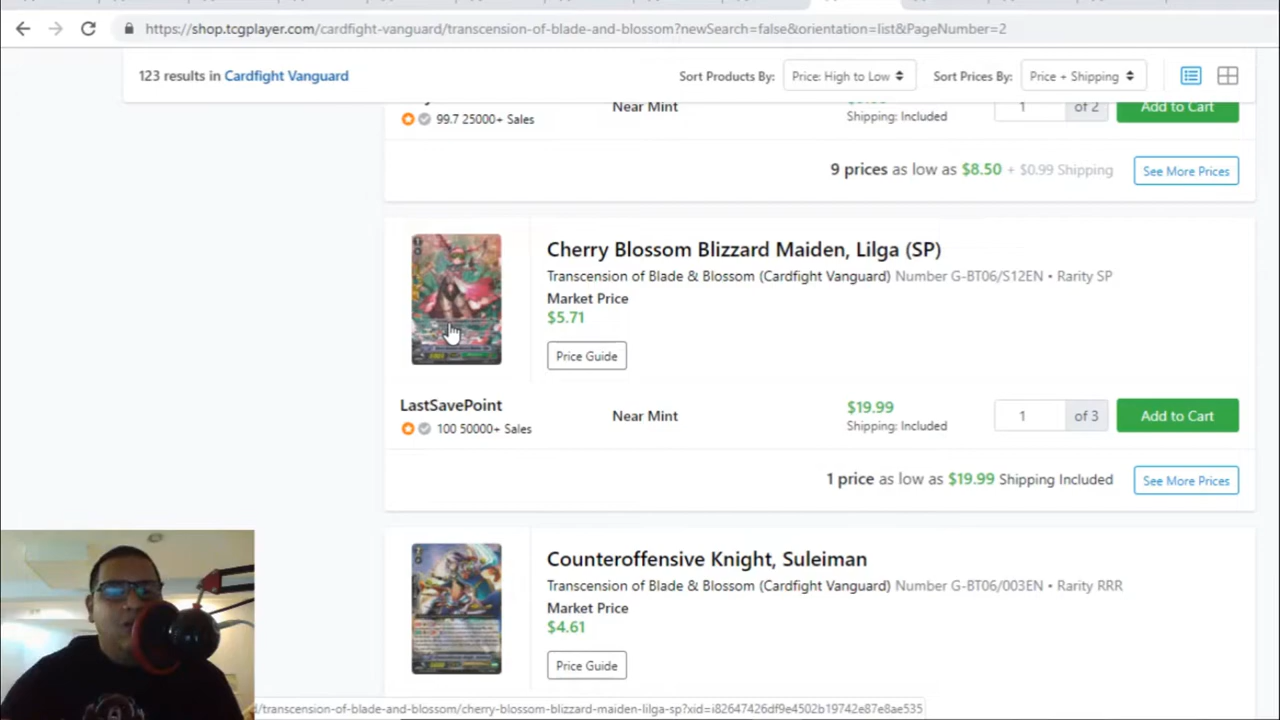 https://shop.tcgplayer.com/cardfight-vanguard/transcension-of-blade-and-blossom?newSearch=false&orientation=list&PageNumber=2
123 results in Cardfight Vanguard Sort Products By: Price: High to Low Sort Prices By: Price + Shipping
Near Mint 1 of 2 Add to Cart
99.7 25000+ Sales Shipping: Included
9 prices as low as $8.50 + $0.99 Shipping See More Prices
Cherry Blossom Blizzard Maiden, Lilga (SP)
Transcension of Blade & Blossom (Cardfight Vanguard) Number G-BT06/S12EN • Rarity SP
Market Price
$5.71
Price Guide
LastSavePoint Near Mint $19.99 1 of 3 Add to Cart
100 50000+ Sales Shipping: Included
1 price as low as $19.99 Shipping Included See More Prices
Counteroffensive Knight, Suleiman
Transcension of Blade & Blossom (Cardfight Vanguard) Number G-BT06/003EN • Rarity RRR
Market Price
$4.61
Price Guide
d/transcension-of-blade-and-blossom/cherry-blossom-blizzard-maiden-lilga-sp?xid=i82647426df9e4502b19742e87e8ae535